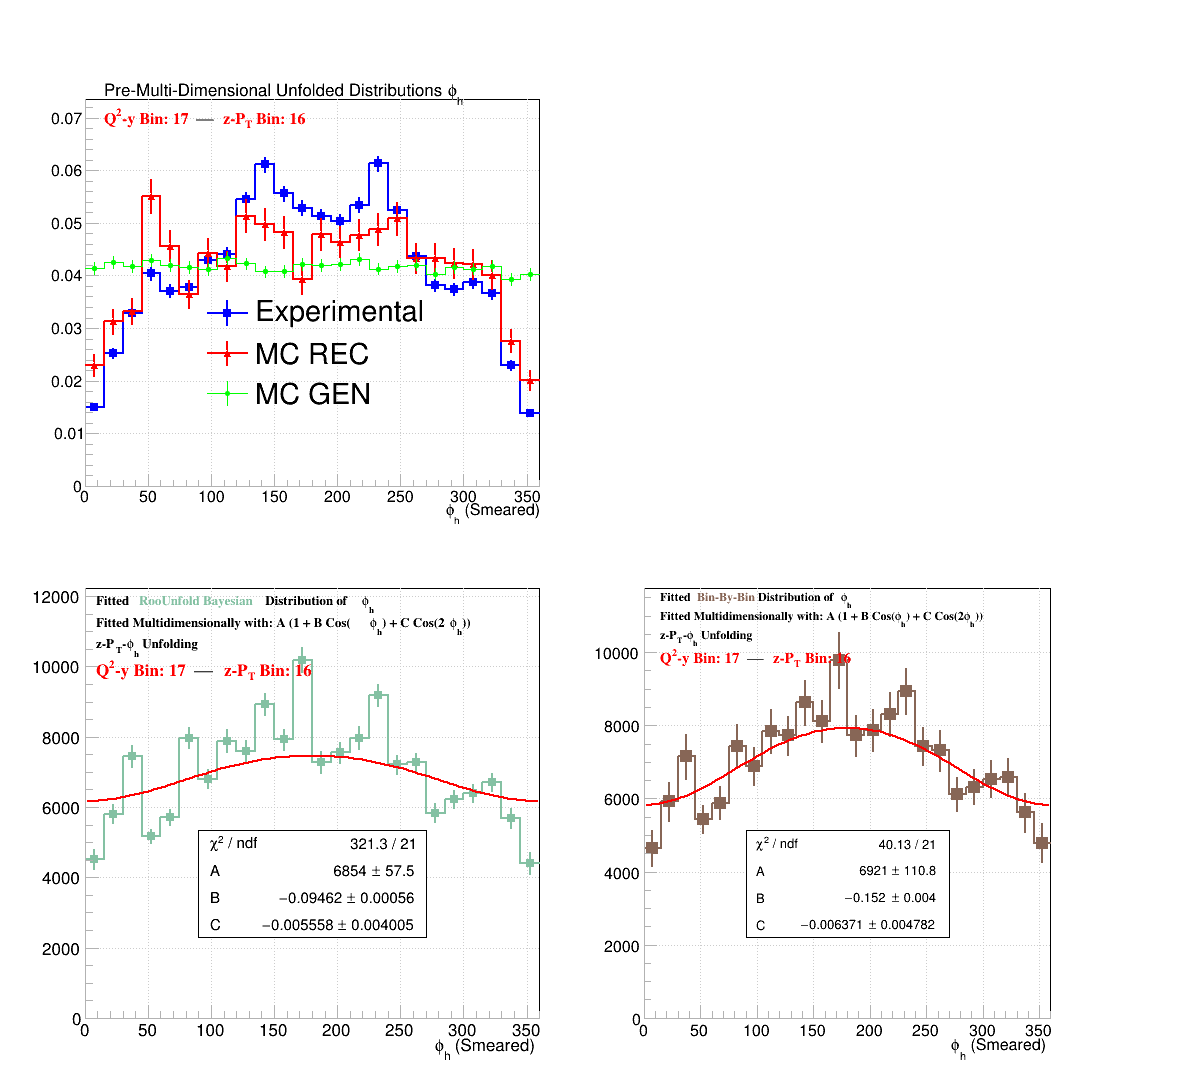 Pre-Multi-Dimensional Unfolded Distributions ϕh
Q2-y Bin: 17 — z-PT Bin: 16
0.07
0.06
0.05
0.04
0.03
0.02
0.01
0
Experimental
MC REC
MC GEN
0 50 100 150 200 250 300 350
ϕh (Smeared)
Fitted RooUnfold Bayesian Distribution of ϕh
Fitted Multidimensionally with: A (1 + B Cos( ϕh) + C Cos(2 ϕh))
z-PT-ϕh Unfolding
Q2-y Bin: 17 — z-PT Bin: 16
12000
10000
8000
6000
4000
2000
0
χ2 / ndf 321.3 / 21
A 6854 ± 57.5
B −0.09462 ± 0.00056
C −0.005558 ± 0.004005
0 50 100 150 200 250 300 350
ϕh (Smeared)
Fitted Bin-By-Bin Distribution of ϕh
Fitted Multidimensionally with: A (1 + B Cos(ϕh) + C Cos(2ϕh))
z-PT-ϕh Unfolding
Q2-y Bin: 17 — z-PT Bin: 16
10000
8000
6000
4000
2000
0
χ2 / ndf 40.13 / 21
A 6921 ± 110.8
B −0.152 ± 0.004
C −0.006371 ± 0.004782
0 50 100 150 200 250 300 350
ϕh (Smeared)